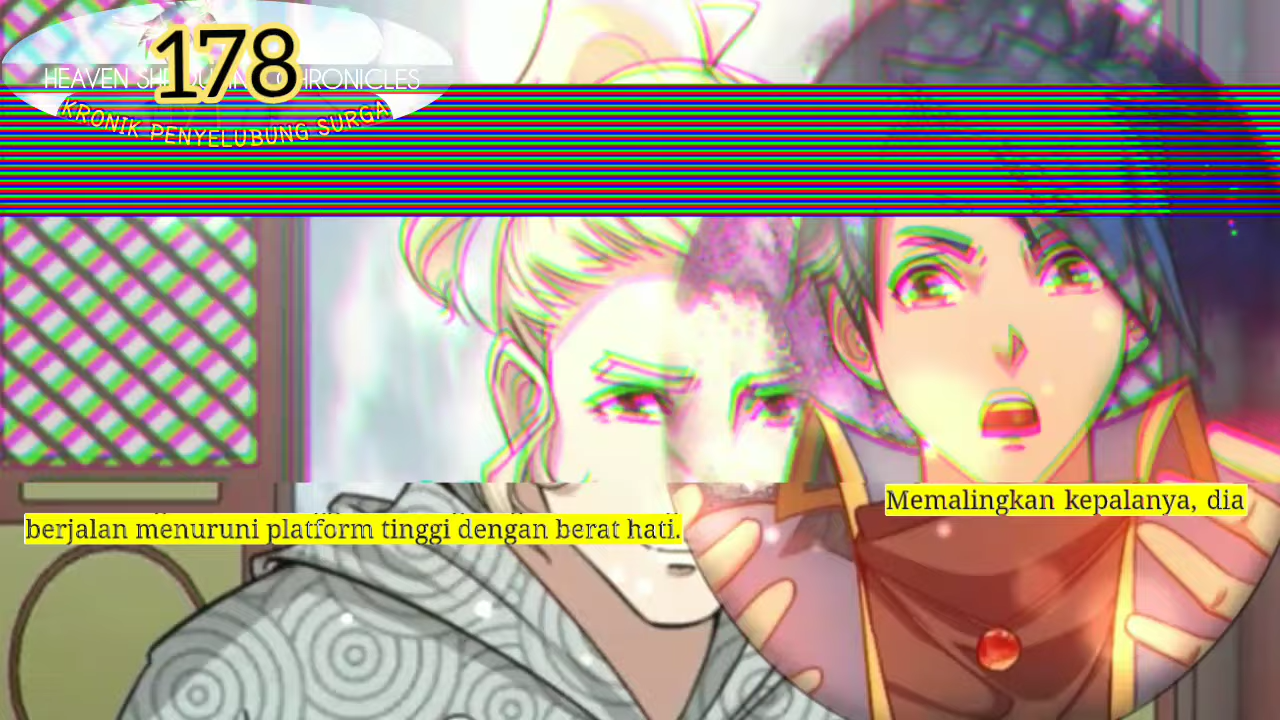 178
HEAVEN SHROUDING CHRONICLES
KRONIK PENYELUBUNG SURGA
Memalingkan kepalanya, dia
berjalan menuruni platform tinggi dengan berat hati.